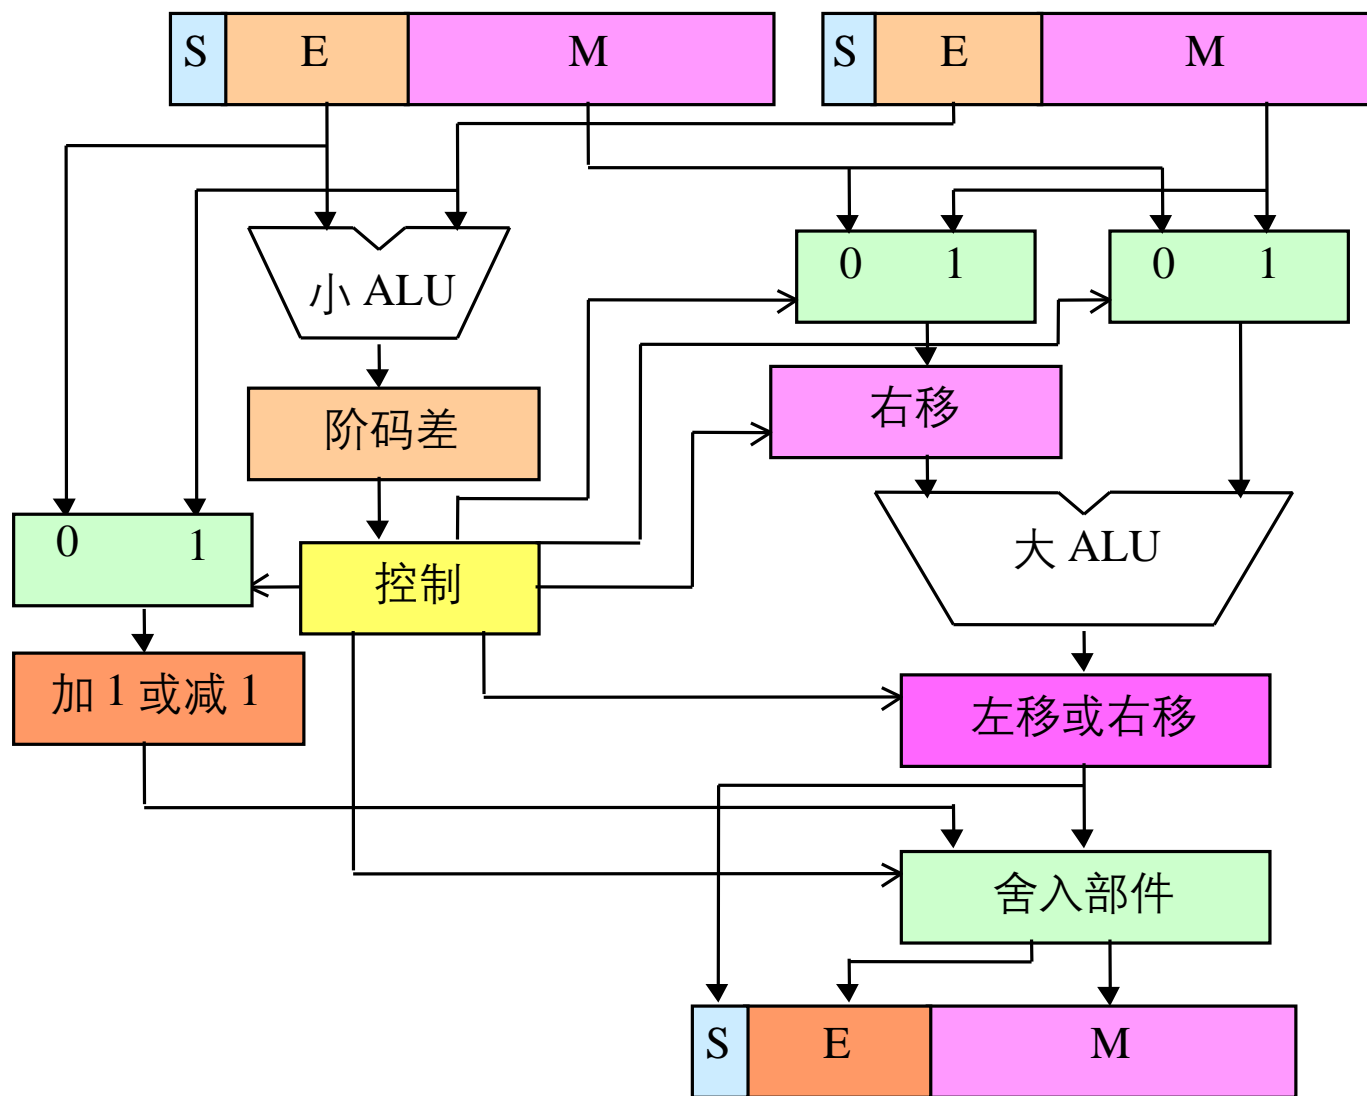 S E M S E M
小 ALU
0 1 0 1
阶码差
右移
0 1
控制
大 ALU
加 1 或减 1
左移或右移
舍入部件
S E M